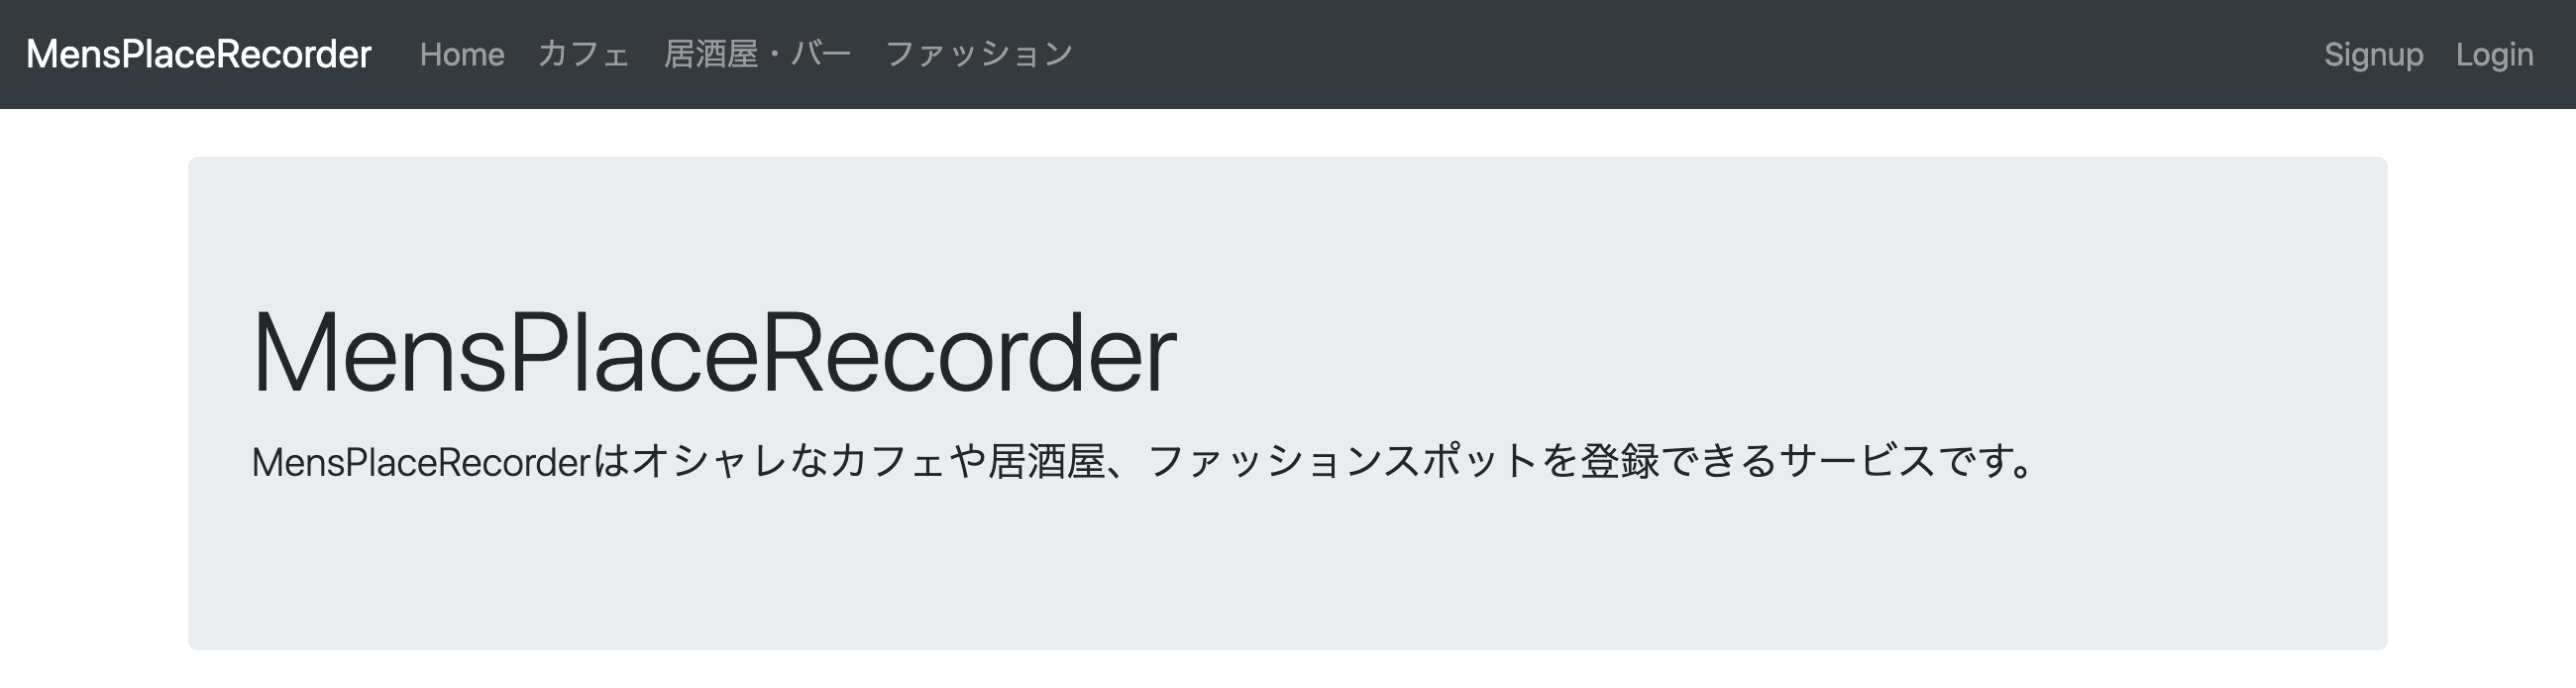 MensPlaceRecorder Home カフェ 居酒屋・バー ファッション Signup Login
MensPlaceRecorder
MensPlaceRecorderはオシャレなカフェや居酒屋、ファッションスポットを登録できるサービスです。